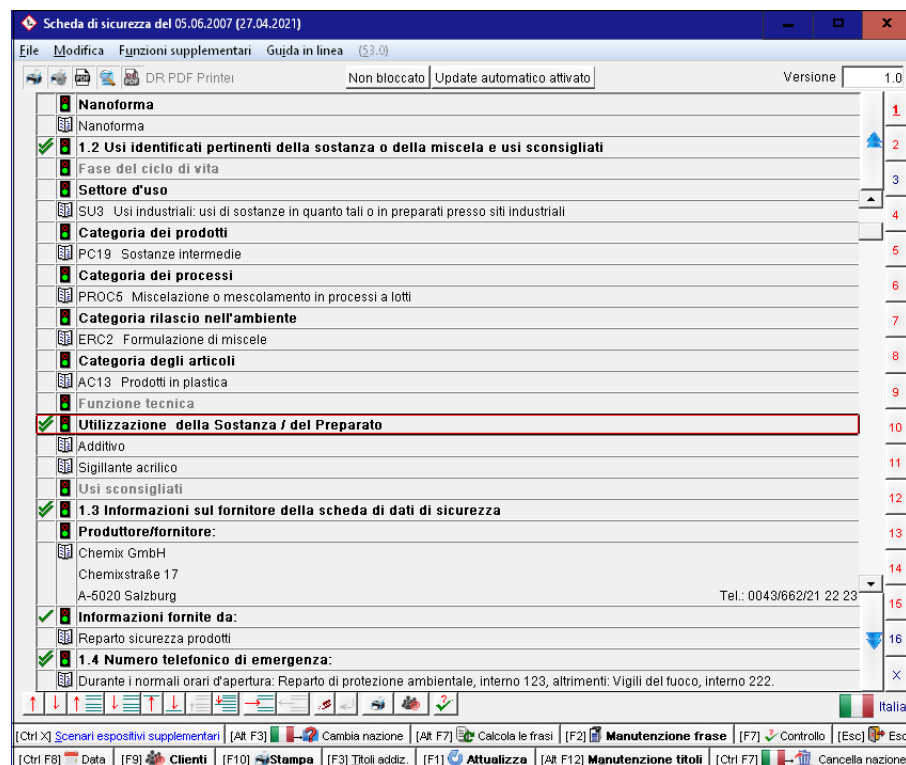 Scheda di sicurezza del 05.06.2007 (27.04.2021)
File Modifica Funzioni supplementari Guida in linea (53.0)
DR PDF Printer Non bloccato Update automatico attivato Versione 1.0
Nanoforma
Nanoforma
1.2 Usi identificati pertinenti della sostanza o della miscela e usi sconsigliati
Fase del ciclo di vita
Settore d'uso
SU3 Usi industriali: usi di sostanze in quanto tali o in preparati presso siti industriali
Categoria dei prodotti
PC19 Sostanze intermedie
Categoria dei processi
PROC5 Miscelazione o mescolamento in processi a lotti
Categoria rilascio nell'ambiente
ERC2 Formulazione di miscele
Categoria degli articoli
AC13 Prodotti in plastica
Funzione tecnica
Utilizzazione della Sostanza / del Preparato
Additivo
Sigillante acrilico
Usi sconsigliati
1.3 Informazioni sul fornitore della scheda di dati di sicurezza
Produttore/fornitore:
Chemix GmbH
Chemixstraße 17
A-5020 Salzburg Tel.: 0043/662/21 22 23
Informazioni fornite da:
Reparto sicurezza prodotti
1.4 Numero telefonico di emergenza:
Durante i normali orari d'apertura: Reparto di protezione ambientale, interno 123, altrimenti: Vigili del fuoco, interno 222.
1
2
3
4
5
6
7
8
9
10
11
12
13
14
15
16
X
Italia
[Ctrl X] Scenari espositivi supplementari [Alt F3] Cambia nazione [Alt F7] Calcola le frasi [F2] Manutenzione frase [F7] Controllo [Esc] Esc
[Ctrl F8] Data [F9] Clienti [F10] Stampa [F3] Titoli addiz. [F1] Attualizza [Alt F12] Manutenzione titoli [Ctrl F7] Cancella nazione